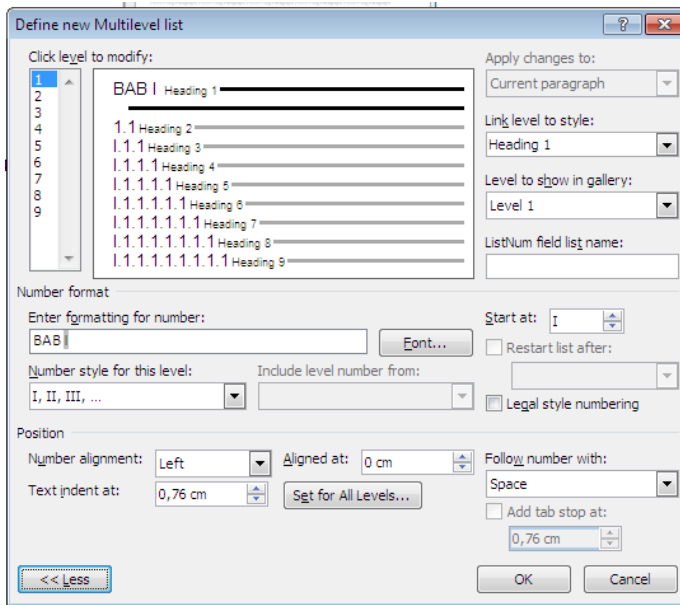 Define new Multilevel list
Click level to modify:
1
2
3
4
5
6
7
8
9
BAB I Heading 1
1.1 Heading 2
I.1.1 Heading 3
I.1.1.1 Heading 4
I.1.1.1.1 Heading 5
I.1.1.1.1.1 Heading 6
I.1.1.1.1.1.1 Heading 7
I.1.1.1.1.1.1.1 Heading 8
I.1.1.1.1.1.1.1.1 Heading 9
Apply changes to:
Current paragraph
Link level to style:
Heading 1
Level to show in gallery:
Level 1
ListNum field list name:
Number format
Enter formatting for number:
BAB I
Font...
Start at: I
Restart list after:
Number style for this level:
I, II, III, ...
Include level number from:
Legal style numbering
Position
Number alignment: Left
Aligned at: 0 cm
Text indent at: 0,76 cm
Set for All Levels...
Follow number with:
Space
Add tab stop at:
0,76 cm
<< Less
OK
Cancel